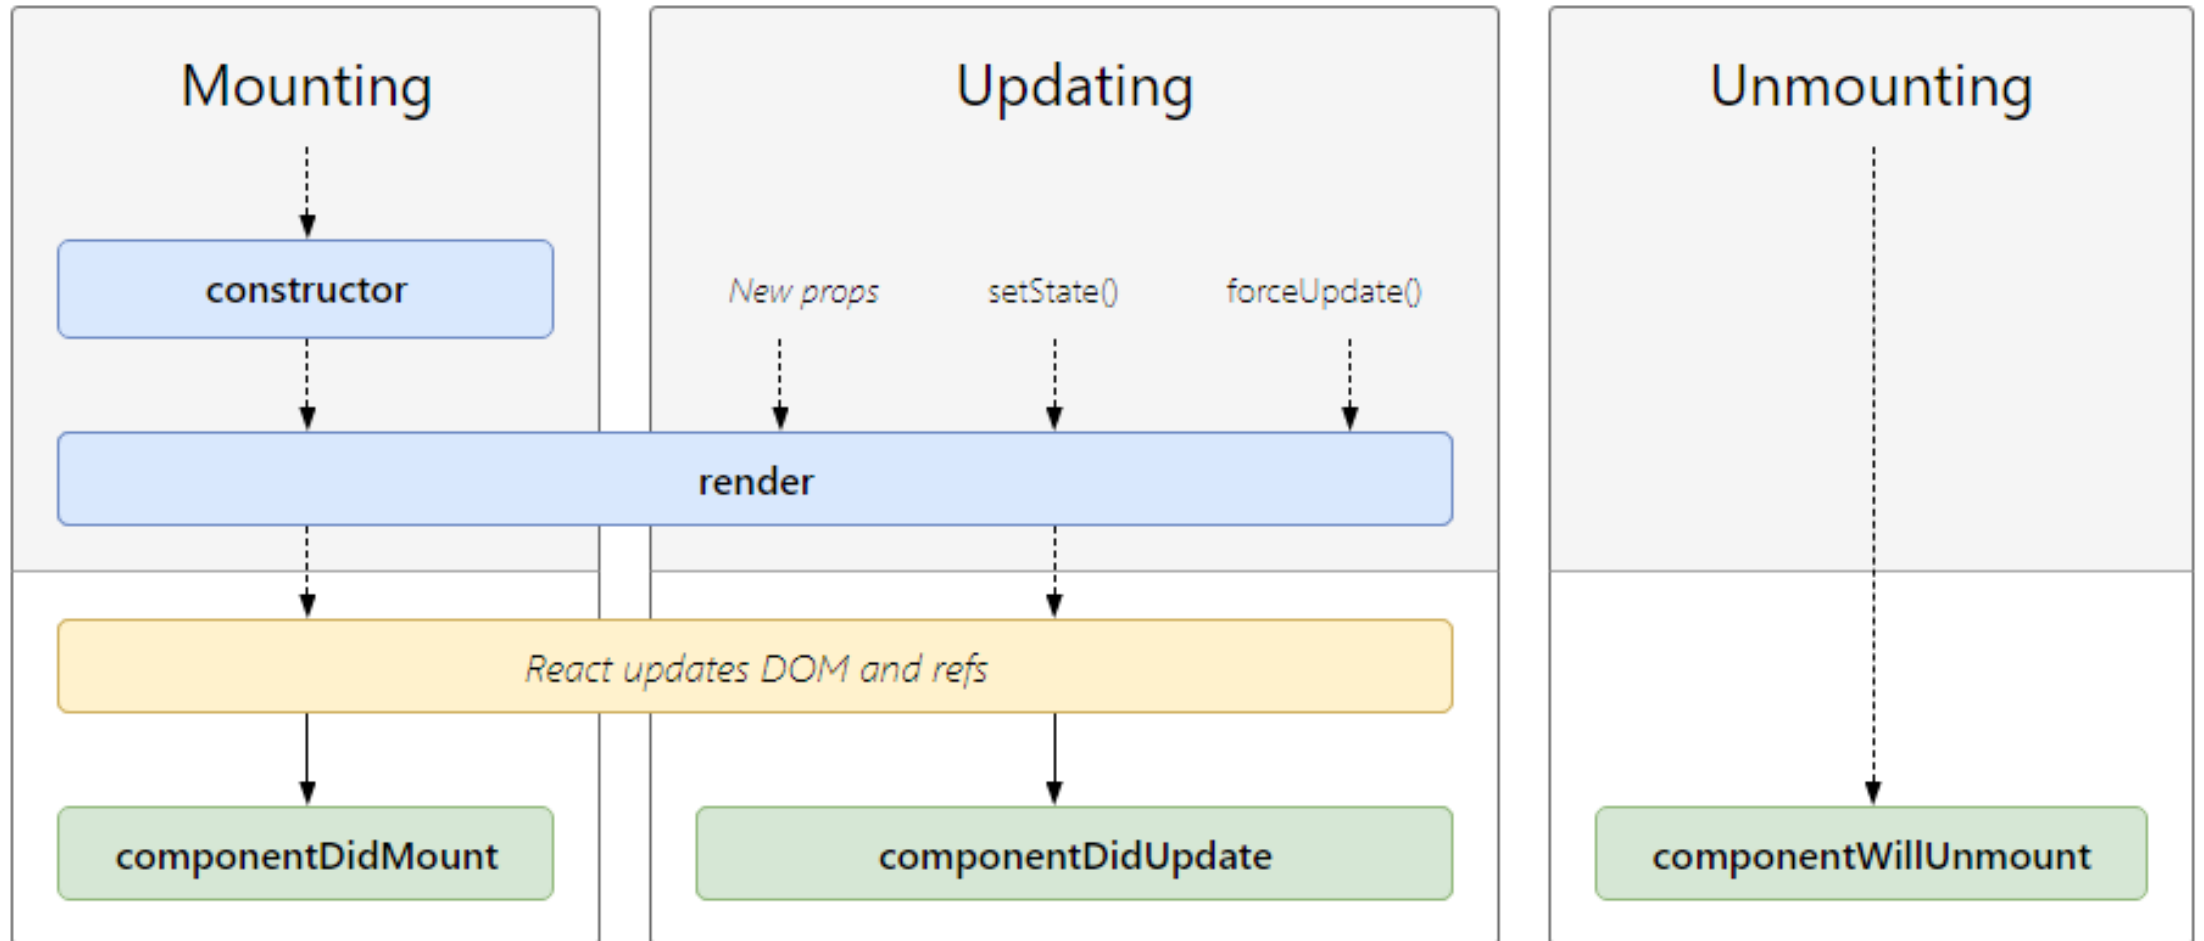 Mounting
Updating
Unmounting
constructor
New props
setState()
forceUpdate()
render
React updates DOM and refs
componentDidMount
componentDidUpdate
componentWillUnmount